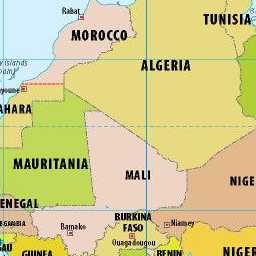 Rabat
TUNISIA
MOROCCO
ALGERIA
y Islands
ayoune
AHARA
MAURITANIA
MALI
NIGE
ENEGAL
GAMBIA
Bamako
BURKINA
FASO
Niamey
Ouagadougou
AU
GUINEA
BENIN
NIGER